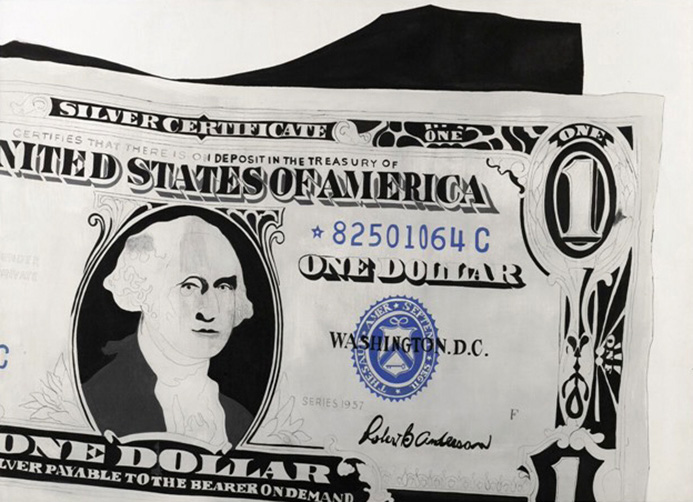 SILVER CERTIFICATE ONE ONE
CERTIFIES THAT THERE IS ON DEPOSIT IN THE TREASURY OF
NITED STATES OF AMERICA
1
☆ 82501064 C
ONE DOLLAR
WASHINGTON, D.C.
C
SERIES 1957
F
Robert B Anderson
ONE DOLLAR
LVER PAYABLE TO THE BEARER ON DEMAND
1